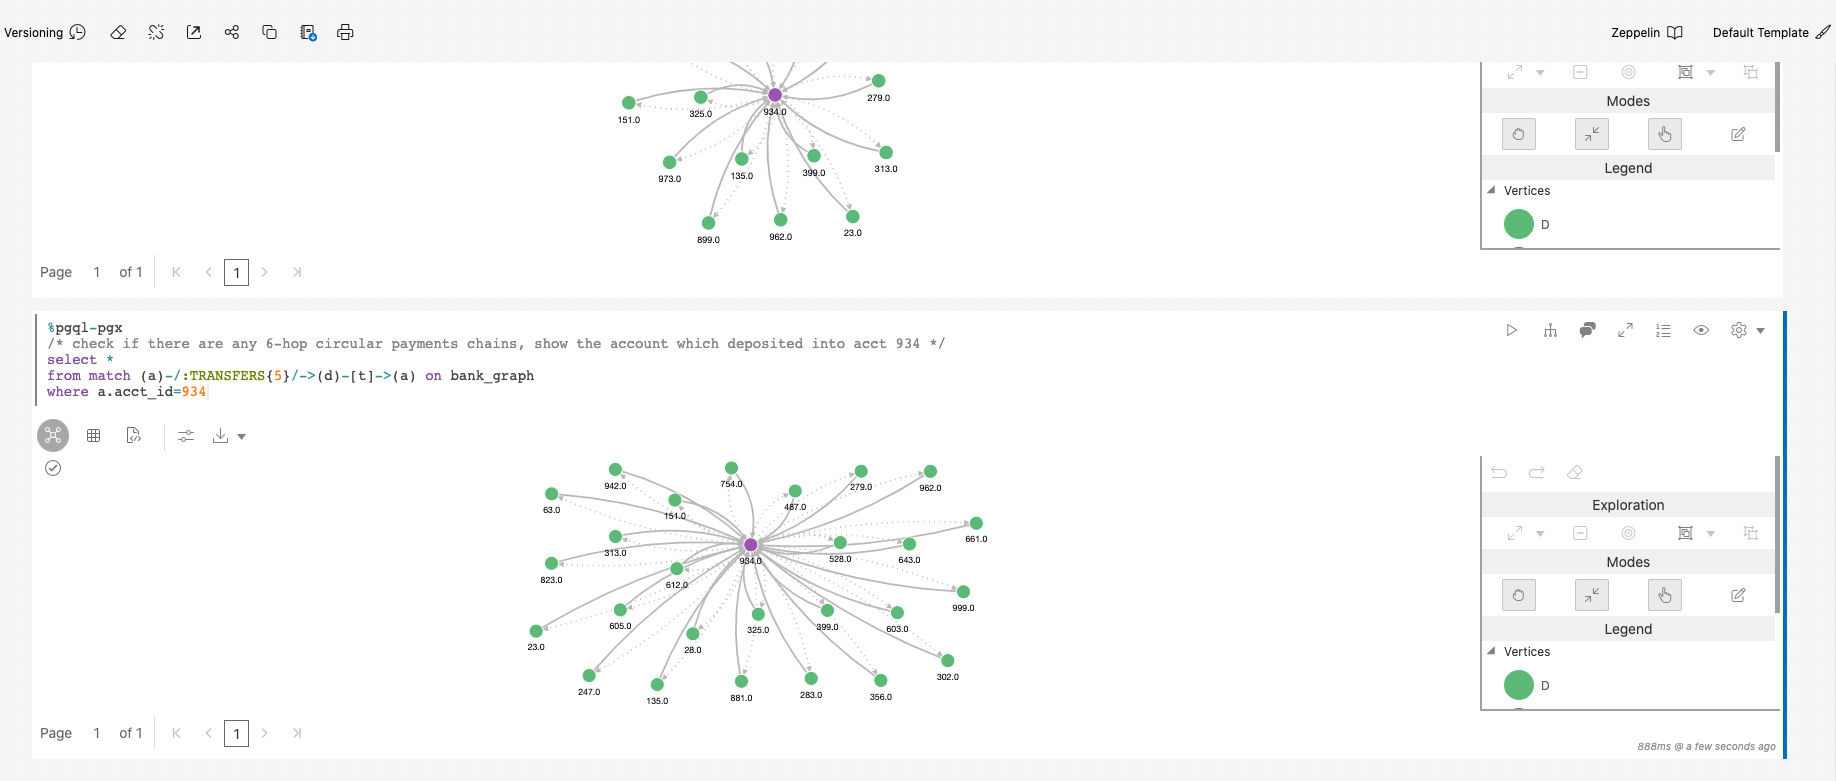 Versioning
Zeppelin
Default Template
279.0
151.0
325.0
934.0
973.0
135.0
399.0
313.0
899.0
962.0
23.0
Modes
Legend
Vertices
D
Page 1 of 1
1
%pgql-pgx
/* check if there are any 6-hop circular payments chains, show the account which deposited into acct 934 */
select *
from match (a)-/:TRANSFERS{5}/->(d)-[t]->(a) on bank_graph
where a.acct_id=934
942.0
754.0
279.0
962.0
63.0
151.0
487.0
661.0
313.0
934.0
528.0
643.0
823.0
612.0
999.0
605.0
325.0
399.0
603.0
23.0
28.0
302.0
247.0
135.0
881.0
283.0
356.0
Exploration
Modes
Legend
Vertices
D
Page 1 of 1
1
888ms @ a few seconds ago